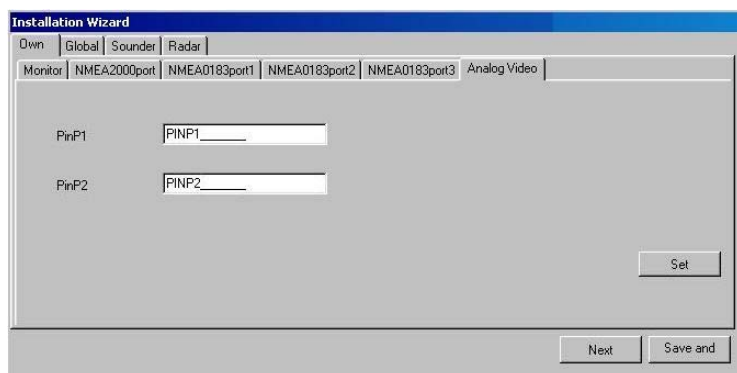 Installation Wizard
Own Global Sounder Radar
Monitor NMEA2000port NMEA0183port1 NMEA0183port2 NMEA0183port3 Analog Video
PinP1 PINP1______
PinP2 PINP2______
Set
Next Save and